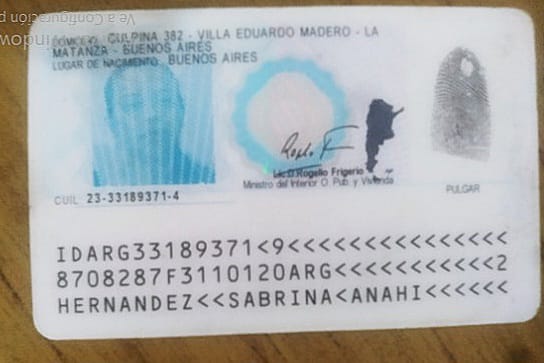 Ve a Configuración p
indow
DOMICILIO: CULPINA 382 - VILLA EDUARDO MADERO - LA
MATANZA - BUENOS AIRES
LUGAR DE NACIMIENTO: BUENOS AIRES
Lic.D.Rogelio Frigerio
Ministro del Interior O. Pub. y Vivienda
PULGAR
CUIL 23-33189371-4
IDARG33189371<9<<<<<<<<<<<<<<<
8708287F3110120ARG<<<<<<<<<<<2
HERNANDEZ<<SABRINA<ANAHI<<<<<<